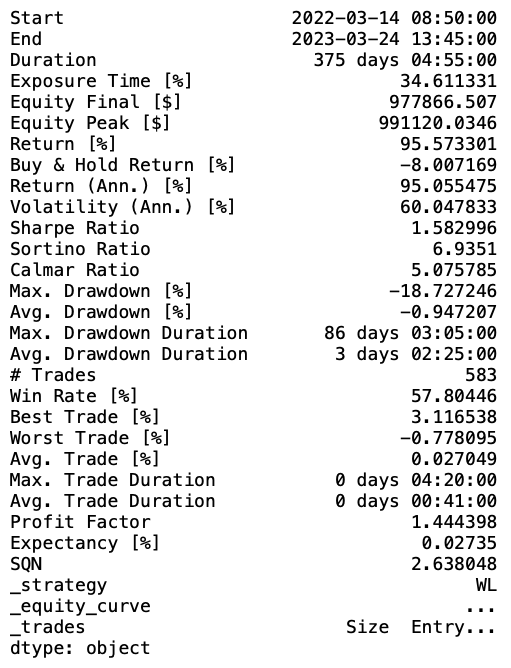 Start 2022-03-14 08:50:00
End 2023-03-24 13:45:00
Duration 375 days 04:55:00
Exposure Time [%] 34.611331
Equity Final [$] 977866.507
Equity Peak [$] 991120.0346
Return [%] 95.573301
Buy & Hold Return [%] -8.007169
Return (Ann.) [%] 95.055475
Volatility (Ann.) [%] 60.047833
Sharpe Ratio 1.582996
Sortino Ratio 6.9351
Calmar Ratio 5.075785
Max. Drawdown [%] -18.727246
Avg. Drawdown [%] -0.947207
Max. Drawdown Duration 86 days 03:05:00
Avg. Drawdown Duration 3 days 02:25:00
# Trades 583
Win Rate [%] 57.80446
Best Trade [%] 3.116538
Worst Trade [%] -0.778095
Avg. Trade [%] 0.027049
Max. Trade Duration 0 days 04:20:00
Avg. Trade Duration 0 days 00:41:00
Profit Factor 1.444398
Expectancy [%] 0.02735
SQN 2.638048
_strategy WL
_equity_curve ...
_trades Size Entry...
dtype: object